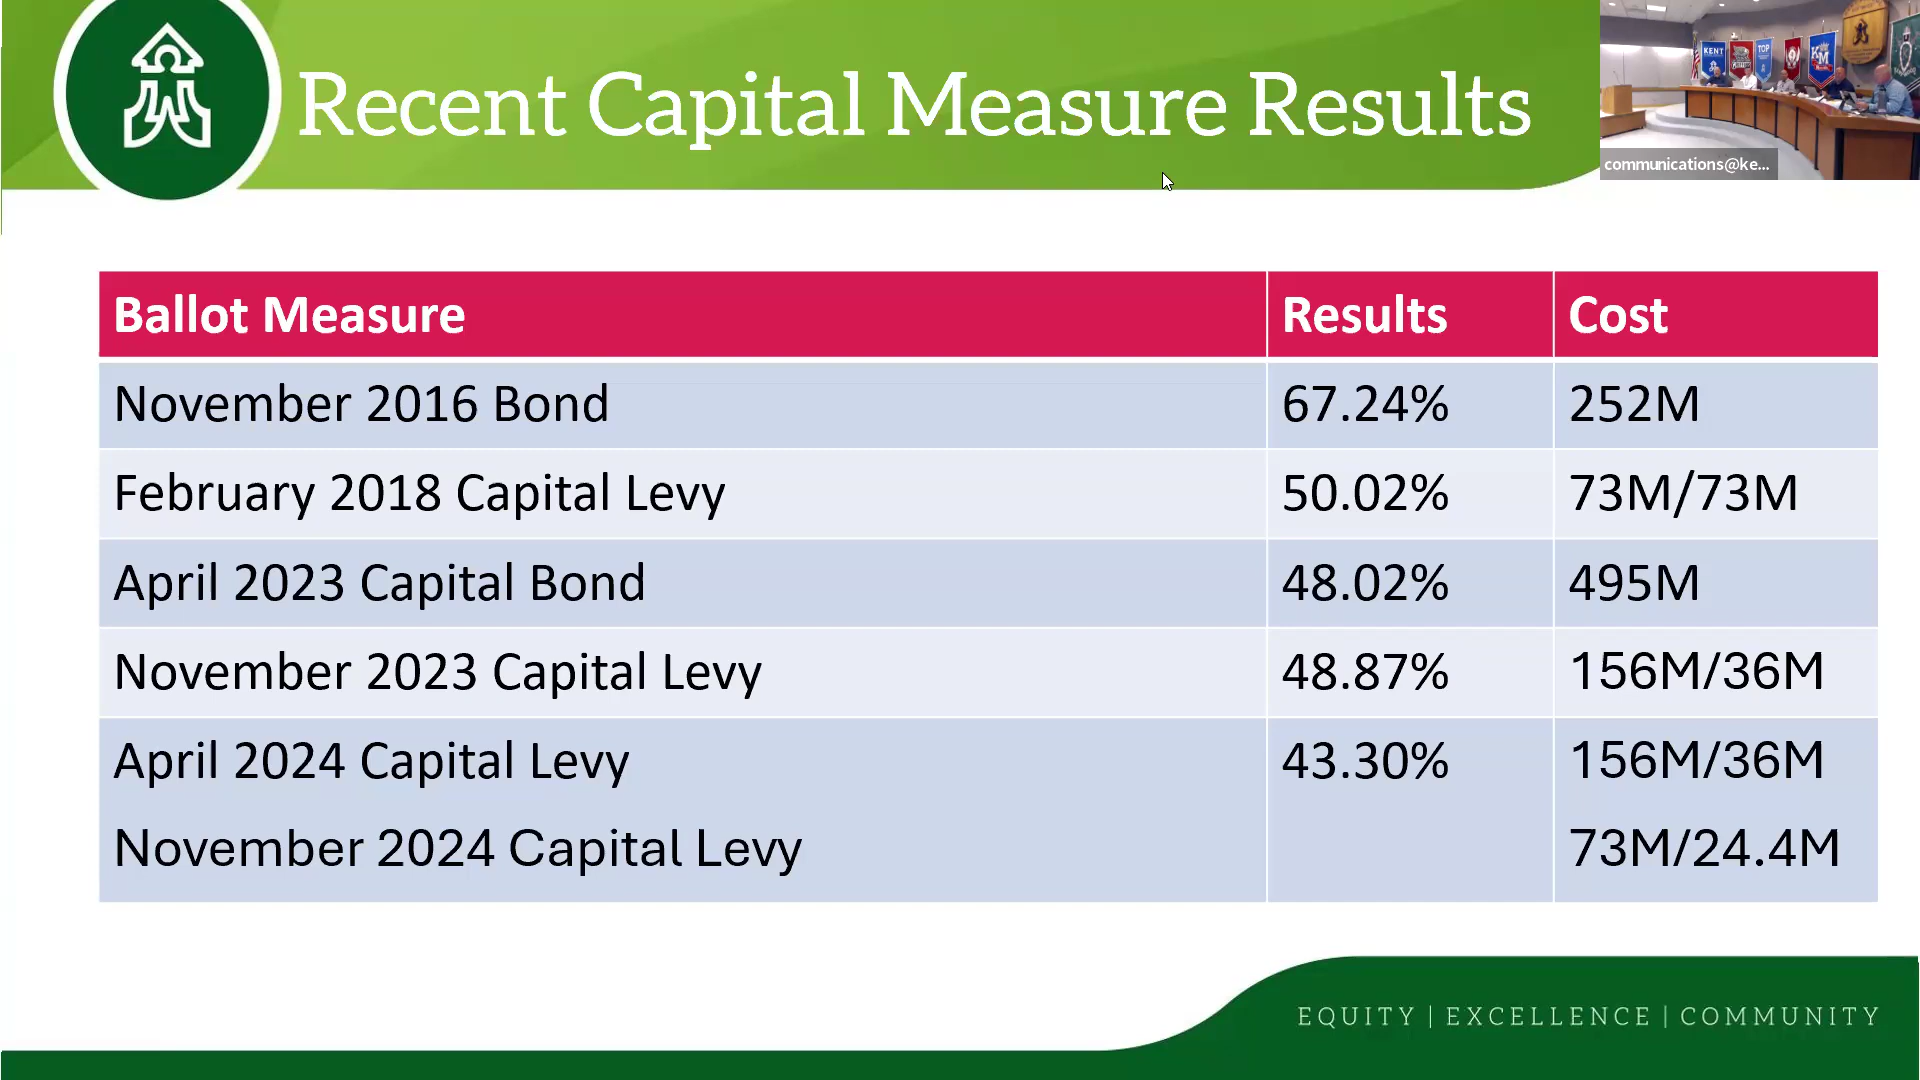 Recent Capital Measure Results
KENT
TOP
KM
communications@ke...
Ballot Measure Results Cost
November 2016 Bond 67.24% 252M
February 2018 Capital Levy 50.02% 73M/73M
April 2023 Capital Bond 48.02% 495M
November 2023 Capital Levy 48.87% 156M/36M
April 2024 Capital Levy 43.30% 156M/36M
November 2024 Capital Levy 73M/24.4M
EQUITY | EXCELLENCE | COMMUNITY